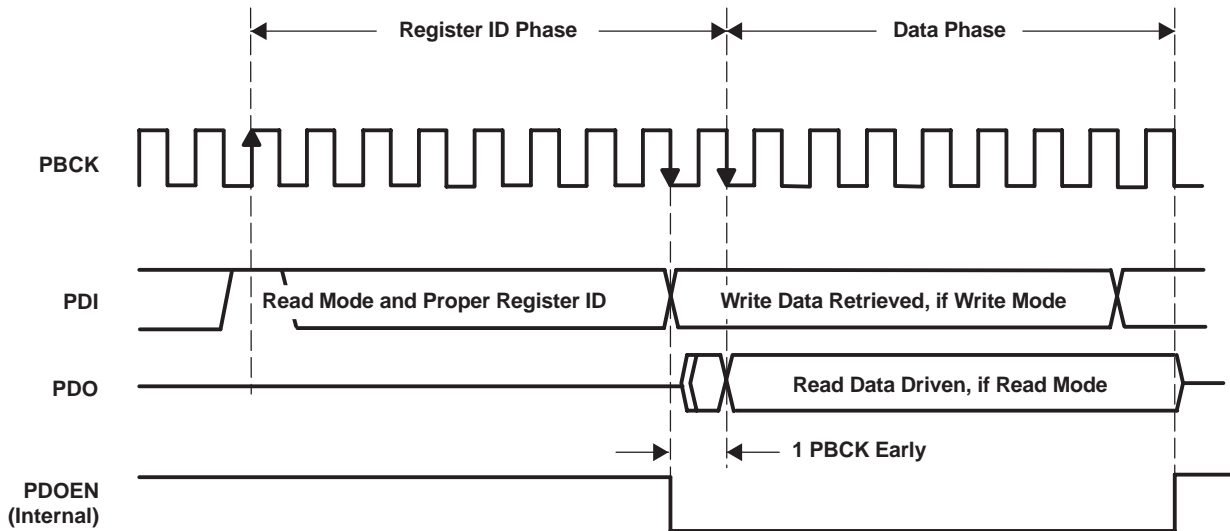 Register ID Phase
Data Phase
PBCK
PDI
Read Mode and Proper Register ID
Write Data Retrieved, if Write Mode
PDO
Read Data Driven, if Read Mode
1 PBCK Early
PDOEN
(Internal)